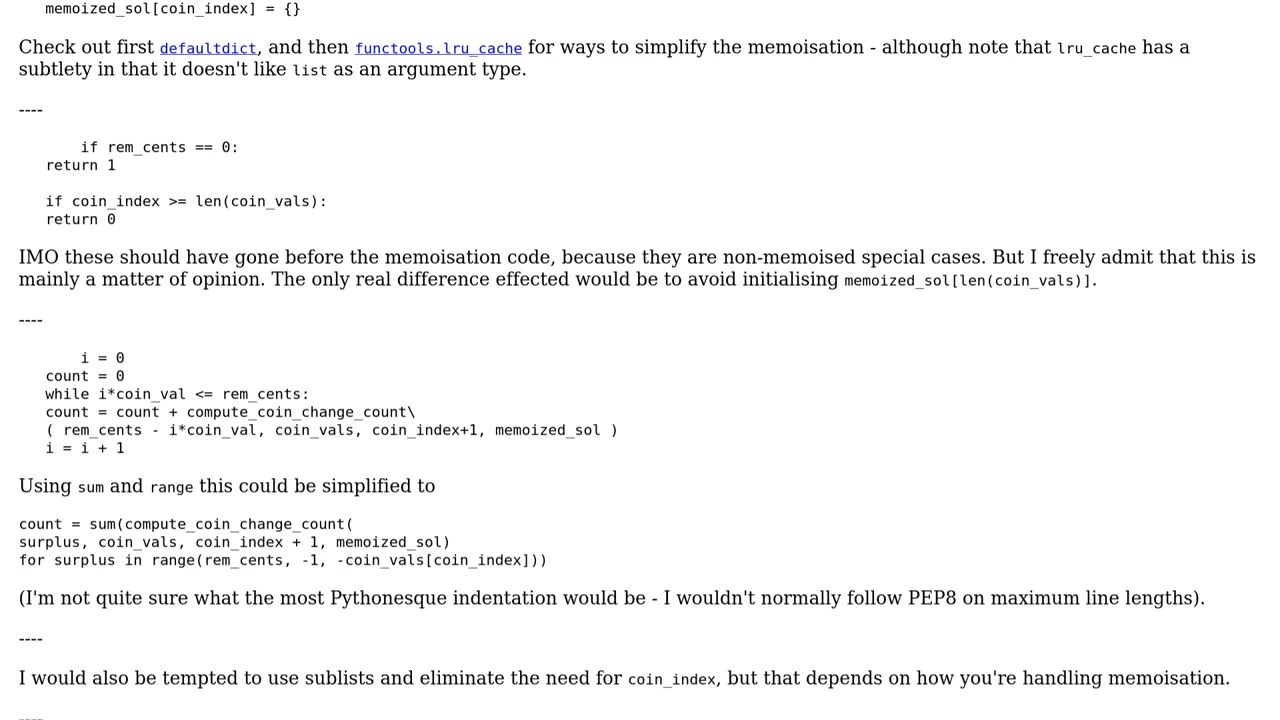 memoized_sol[coin_index] = {}
Check out first defaultdict, and then functools.lru_cache for ways to simplify the memoisation - although note that lru_cache has a
subtlety in that it doesn't like list as an argument type.
----
if rem_cents == 0:
return 1
if coin_index >= len(coin_vals):
return 0
IMO these should have gone before the memoisation code, because they are non-memoised special cases. But I freely admit that this is
mainly a matter of opinion. The only real difference effected would be to avoid initialising memoized_sol[len(coin_vals)].
----
i = 0
count = 0
while i*coin_val <= rem_cents:
count = count + compute_coin_change_count\
( rem_cents - i*coin_val, coin_vals, coin_index+1, memoized_sol )
i = i + 1
Using sum and range this could be simplified to
count = sum(compute_coin_change_count(
surplus, coin_vals, coin_index + 1, memoized_sol)
for surplus in range(rem_cents, -1, -coin_vals[coin_index]))
(I'm not quite sure what the most Pythonesque indentation would be - I wouldn't normally follow PEP8 on maximum line lengths).
----
I would also be tempted to use sublists and eliminate the need for coin_index, but that depends on how you're handling memoisation.
----